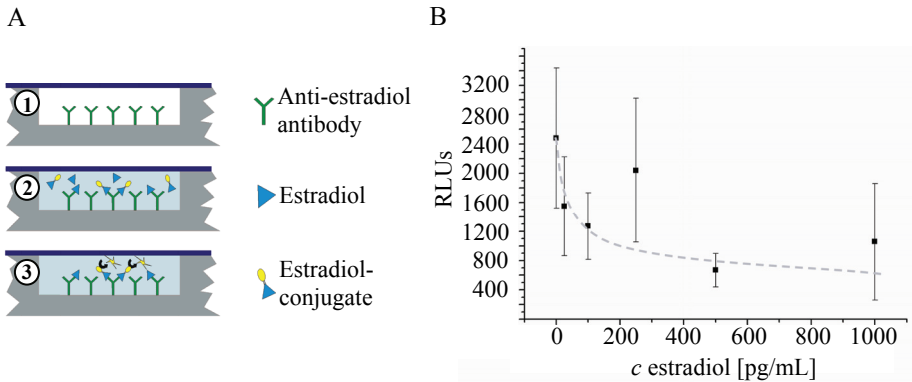 A
1
2
3
Anti-estradiol
antibody
Estradiol
Estradiol-
conjugate
B
RLUs
3200
2800
2400
2000
1600
1200
800
400
0 200 400 600 800 1000
c estradiol [pg/mL]